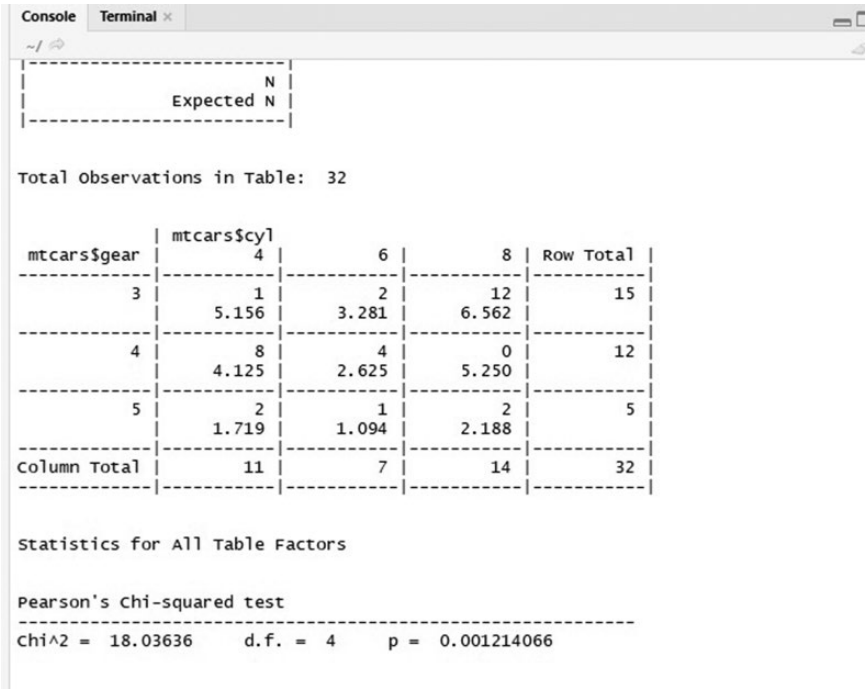 Console Terminal ×
~/
|-------------------------|
| N |
| Expected N |
|-------------------------|
Total Observations in Table: 32
| mtcars$cyl
mtcars$gear | 4 | 6 | 8 | Row Total |
-------------|-----------|-----------|-----------|-----------|
3 | 1 | 2 | 12 | 15 |
| 5.156 | 3.281 | 6.562 | |
-------------|-----------|-----------|-----------|-----------|
4 | 8 | 4 | 0 | 12 |
| 4.125 | 2.625 | 5.250 | |
-------------|-----------|-----------|-----------|-----------|
5 | 2 | 1 | 2 | 5 |
| 1.719 | 1.094 | 2.188 | |
-------------|-----------|-----------|-----------|-----------|
Column Total | 11 | 7 | 14 | 32 |
-------------|-----------|-----------|-----------|-----------|
Statistics for All Table Factors
Pearson's Chi-squared test
------------------------------------------------------------
Chi^2 = 18.03636 d.f. = 4 p = 0.001214066